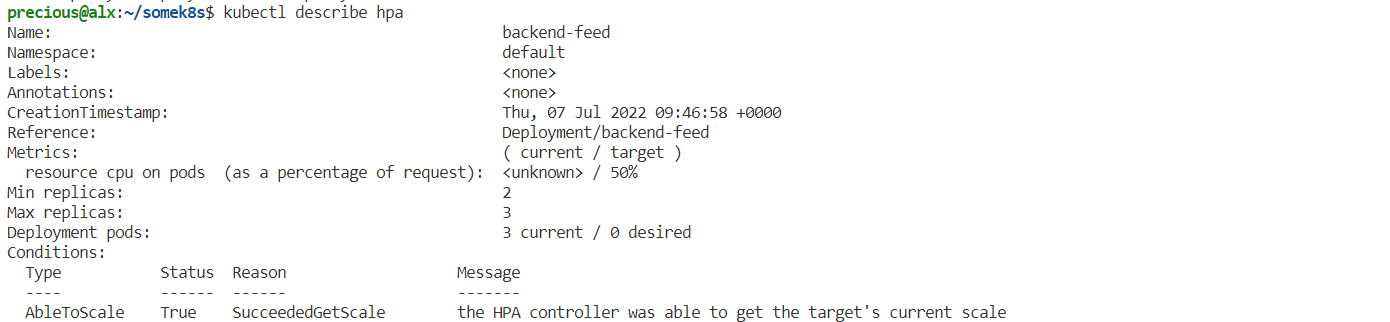 precious@alx:~/somek8s$ kubectl describe hpa
Name: backend-feed
Namespace: default
Labels: <none>
Annotations: <none>
CreationTimestamp: Thu, 07 Jul 2022 09:46:58 +0000
Reference: Deployment/backend-feed
Metrics: ( current / target )
  resource cpu on pods  (as a percentage of request):  <unknown> / 50%
Min replicas: 2
Max replicas: 3
Deployment pods: 3 current / 0 desired
Conditions:
  Type           Status  Reason                   Message
  ----           ------  ------                   -------
  AbleToScale    True    SucceededGetScale        the HPA controller was able to get the target's current scale